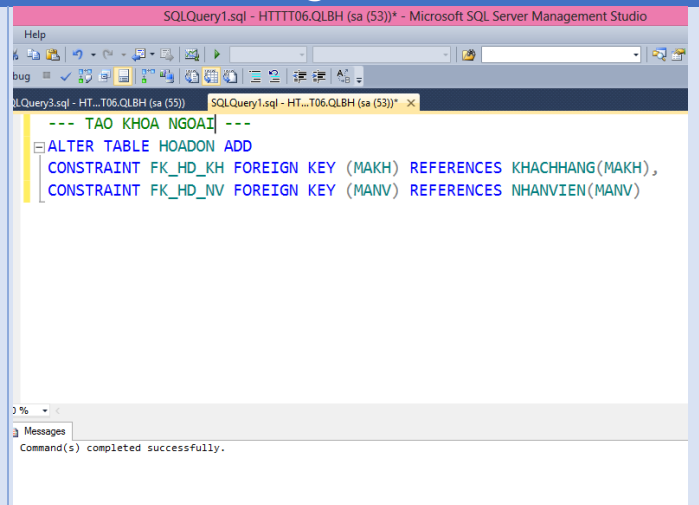 SQLQuery1.sql - HTTTT06.QLBH (sa (53))* - Microsoft SQL Server Management Studio
Help
bug
LQuery3.sql - HT...T06.QLBH (sa (55)) SQLQuery1.sql - HT...T06.QLBH (sa (53))* ×
--- TAO KHOA NGOAI ---
ALTER TABLE HOADON ADD
CONSTRAINT FK_HD_KH FOREIGN KEY (MAKH) REFERENCES KHACHHANG(MAKH),
CONSTRAINT FK_HD_NV FOREIGN KEY (MANV) REFERENCES NHANVIEN(MANV)
0 %
Messages
Command(s) completed successfully.